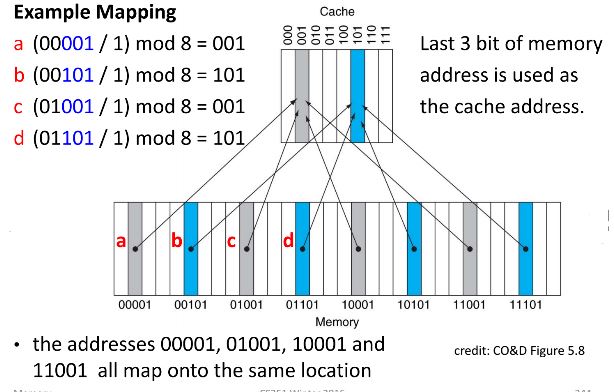 Example Mapping
a (00001 / 1) mod 8 = 001
b (00101 / 1) mod 8 = 101
c (01001 / 1) mod 8 = 001
d (01101 / 1) mod 8 = 101
Cache
000 001 010 011 100 101 110 111
Last 3 bit of memory
address is used as
the cache address.
a b c d
00001 00101 01001 01101 10001 10101 11001 11101
Memory
• the addresses 00001, 01001, 10001 and
11001 all map onto the same location
credit: CO&D Figure 5.8